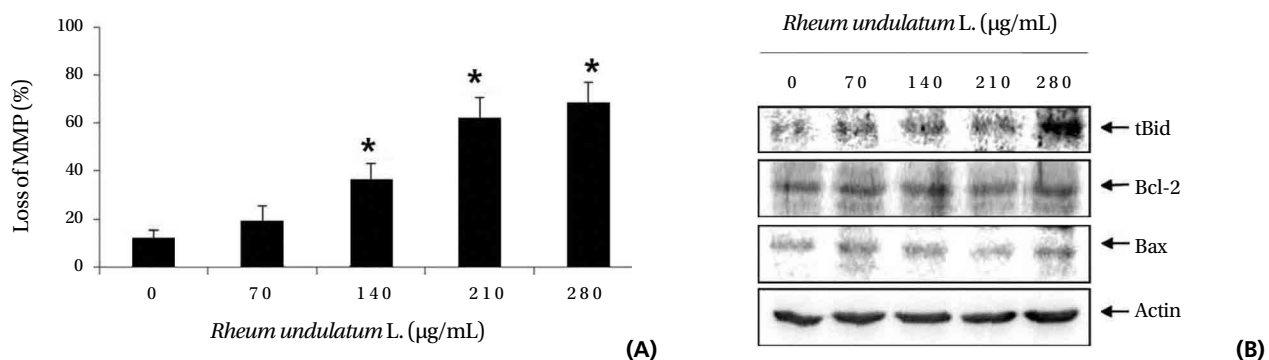 100
80
60
40
20
0
Loss of MMP (%)
*
*
*
0 70 140 210 280
Rheum undulatum L. (µg/mL)
(A)
Rheum undulatum L. (µg/mL)
0 70 140 210 280
tBid
Bcl-2
Bax
Actin
(B)